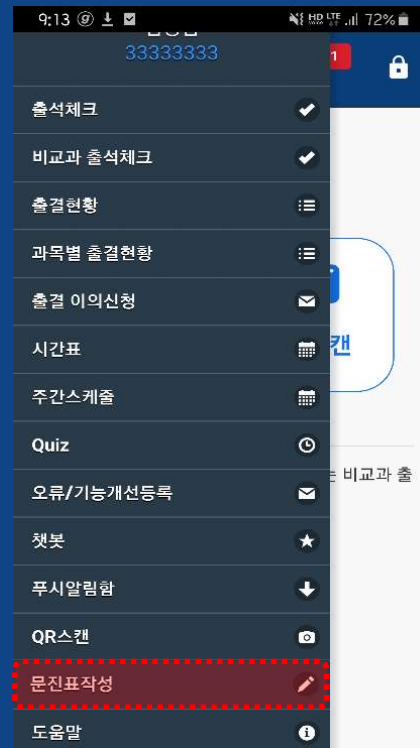 9:13
72%
33333333
1
출석체크
비교과 출석체크
출결현황
과목별 출결현황
출결 이의신청
시간표
캔
주간스케줄
Quiz
비교과 출
오류/기능개선등록
챗봇
푸시알림함
QR스캔
문진표작성
도움말